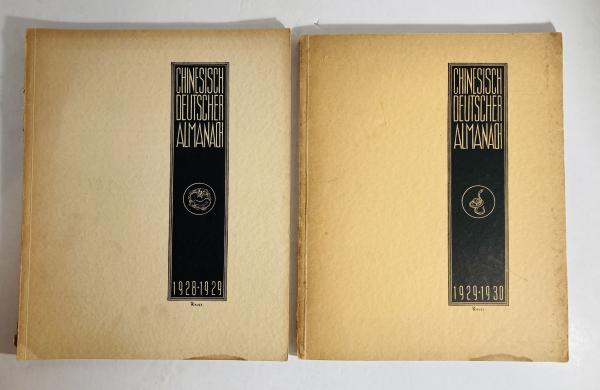 CHINESISCH
DEUTSCHER
ALMANACH
1928-1929
CHINESISCH
DEUTSCHER
ALMANACH
1929-1930